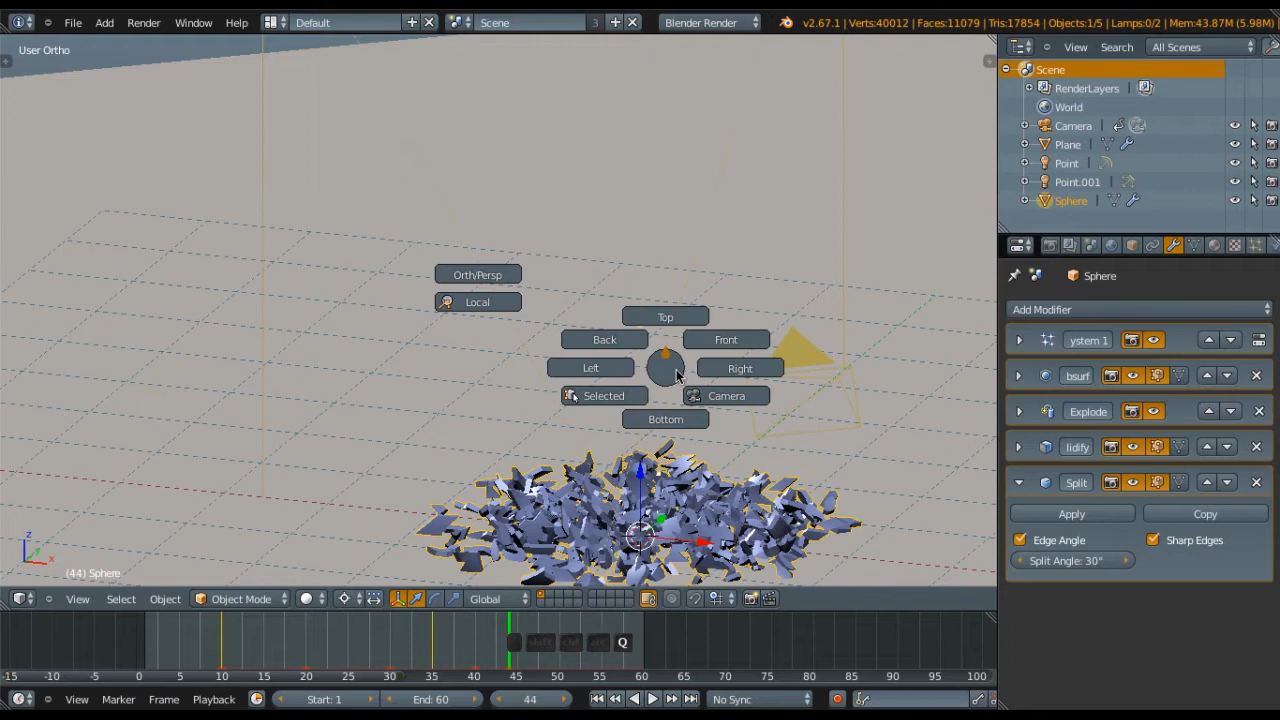 File Add Render Window Help Default Scene 3 Blender Render v2.67.1 | Verts:40012 | Faces:11079 | Tris:17854 | Objects:1/5 | Lamps:0/2 | Mem:43.87M (5.98M)
User Ortho
View Search All Scenes
Scene
RenderLayers
World
Camera
Plane
Point
Point.001
Sphere
Sphere
Add Modifier
ystem 1
bsurf
Explode
lidify
Split
Apply Copy
Edge Angle Sharp Edges
Split Angle: 30°
Orth/Persp
Local
Top
Back Front
Left Right
Selected Camera
Bottom
z
y
x
(44) Sphere
View Select Object Object Mode Global
shift ctrl Q
-15 -10 -5 0 5 10 15 20 25 30 35 40 45 50 55 60 65 70 75 80 85 90 95 100
View Marker Frame Playback Start: 1 End: 60 44 No Sync